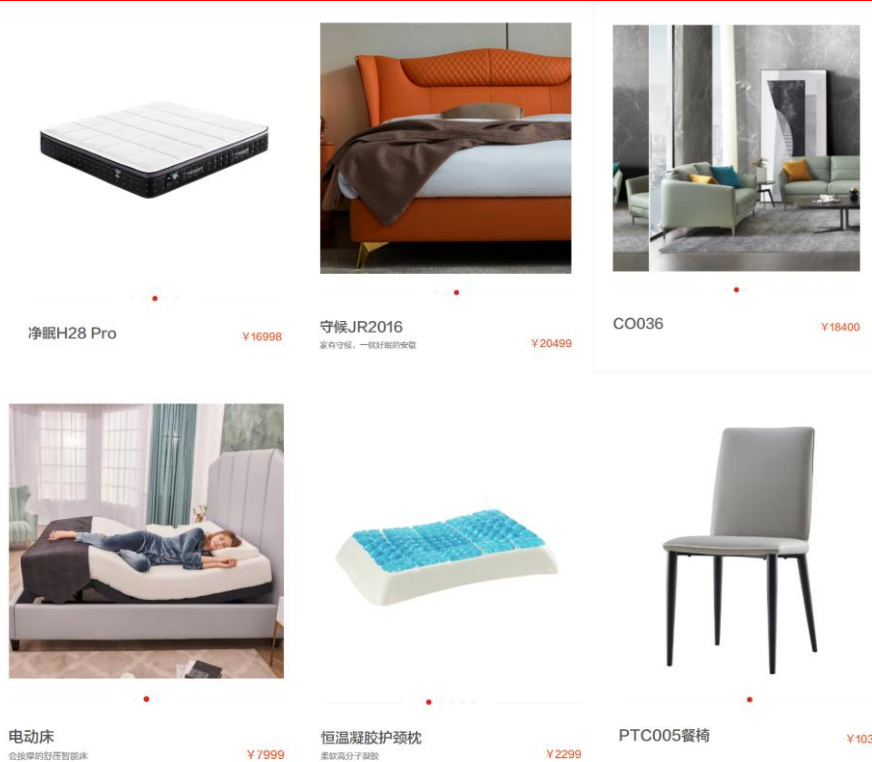 净眠H28 Pro
￥16998
守候JR2016
家有守候，一枕好眠的安歇
￥20499
CO036
￥18400
电动床
会按摩的舒压智能床
￥7999
恒温凝胶护颈枕
柔软高分子凝胶
￥2299
PTC005餐椅
￥103